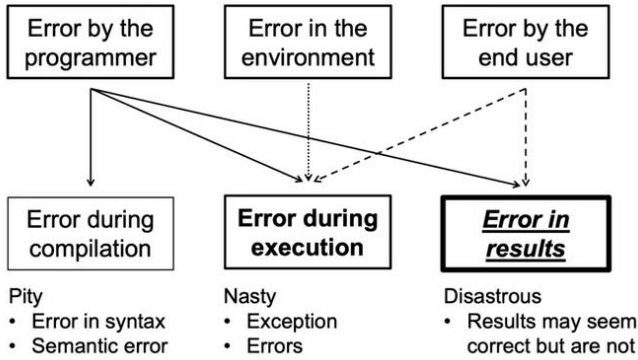 Error by the
programmer
Error in the
environment
Error by the
end user
Error during
compilation
Error during
execution
Error in
results
Pity
• Error in syntax
• Semantic error
Nasty
• Exception
• Errors
Disastrous
• Results may seem
correct but are not